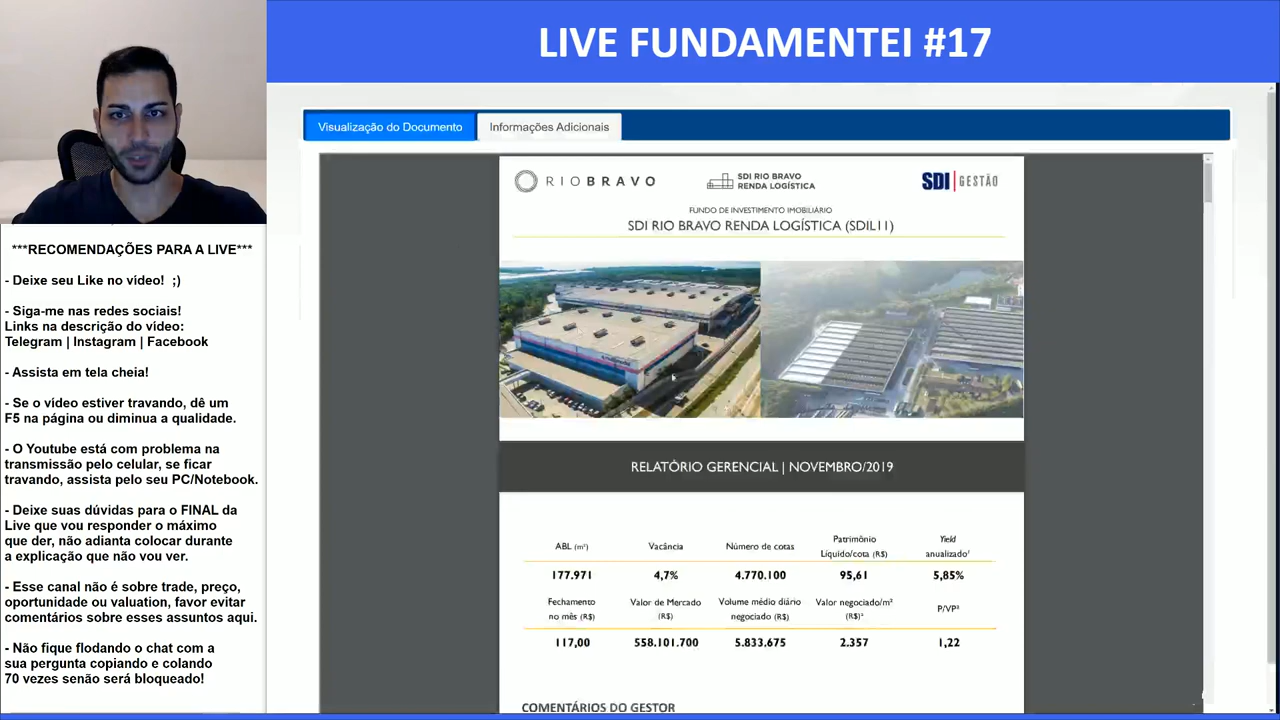 LIVE FUNDAMENTEI #17
Visualização do Documento
Informações Adicionais
RIOBRAVO
SDI RIO BRAVO
RENDA LOGÍSTICA
SDI GESTÃO
FUNDO DE INVESTIMENTO IMOBILIÁRIO
SDI RIO BRAVO RENDA LOGÍSTICA (SDIL11)
RELATÓRIO GERENCIAL | NOVEMBRO/2019
ABL (m²)
Vacância
Número de cotas
Patrimônio
Líquido/cota (R$)
Yield
anualizado¹
177.971
4,7%
4.770.100
95,61
5,85%
Fechamento
no mês (R$)
Valor de Mercado
(R$)
Volume médio diário
negociado (R$)
Valor negociado/m²
(R$)²
P/VP³
117,00
558.101.700
5.833.675
2.357
1,22
COMENTÁRIOS DO GESTOR
***RECOMENDAÇÕES PARA A LIVE***
- Deixe seu Like no vídeo! ;)
- Siga-me nas redes sociais!
Links na descrição do vídeo:
Telegram | Instagram | Facebook
- Assista em tela cheia!
- Se o vídeo estiver travando, dê um
F5 na página ou diminua a qualidade.
- O Youtube está com problema na
transmissão pelo celular, se ficar
travando, assista pelo seu PC/Notebook.
- Deixe suas dúvidas para o FINAL da
Live que vou responder o máximo
que der, não adianta colocar durante
a explicação que não vou ver.
- Esse canal não é sobre trade, preço,
oportunidade ou valuation, favor evitar
comentários sobre esses assuntos aqui.
- Não fique flodando o chat com a
sua pergunta copiando e colando
70 vezes senão será bloqueado!